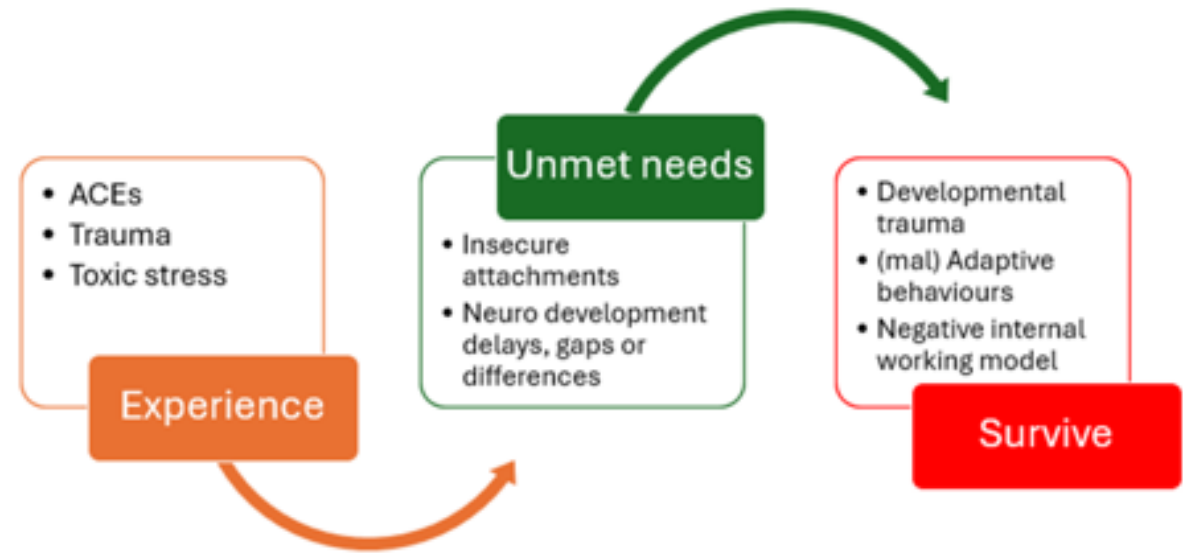 • ACEs
• Trauma
• Toxic stress
Experience
Unmet needs
• Insecure
attachments
• Neuro development
delays, gaps or
differences
• Developmental
trauma
• (mal) Adaptive
behaviours
• Negative internal
working model
Survive